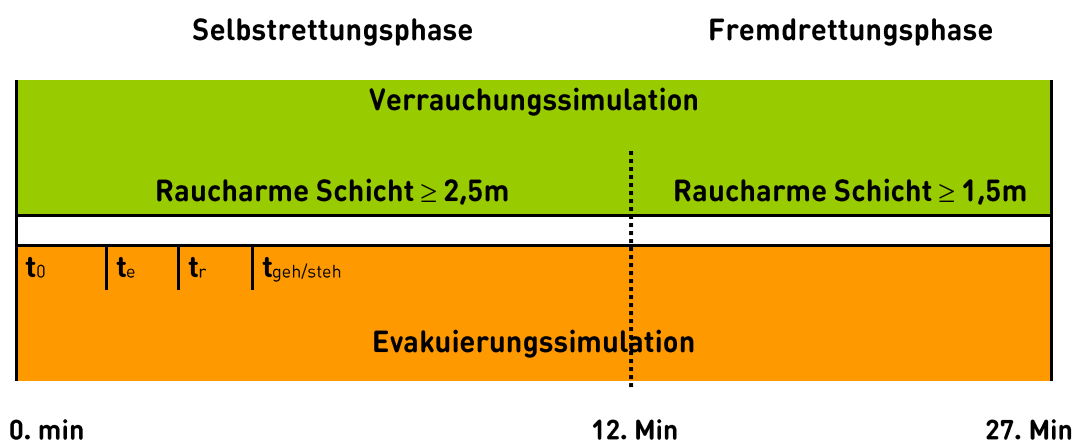 Selbstrettungsphase Fremdrettungsphase
Verrauchungssimulation
Raucharme Schicht ≥ 2,5m Raucharme Schicht ≥ 1,5m
t0 te tr tgeh/steh
Evakuierungssimulation
0. min 12. Min 27. Min